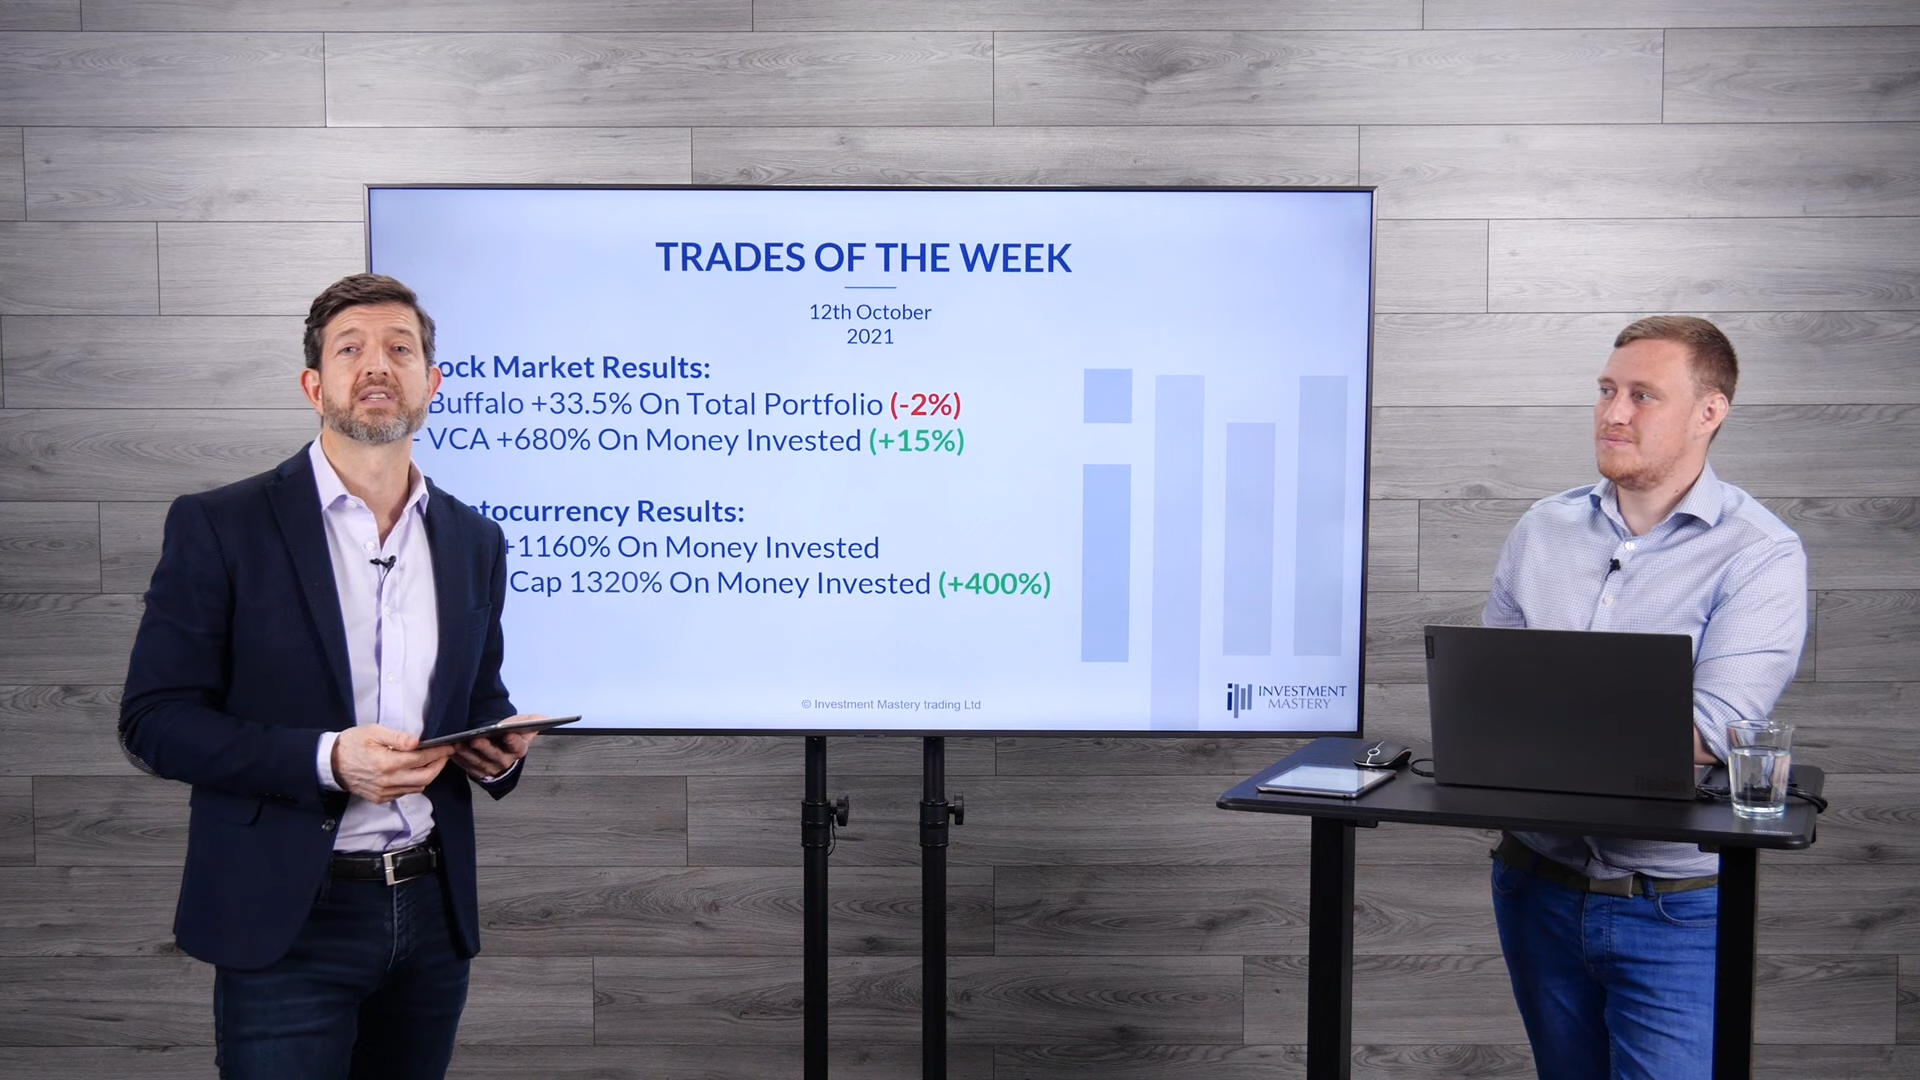 TRADES OF THE WEEK
12th October
2021
ock Market Results:
Buffalo +33.5% On Total Portfolio (-2%)
- VCA +680% On Money Invested (+15%)
tocurrency Results:
+1160% On Money Invested
Cap 1320% On Money Invested (+400%)
© Investment Mastery trading Ltd
INVESTMENT
MASTERY